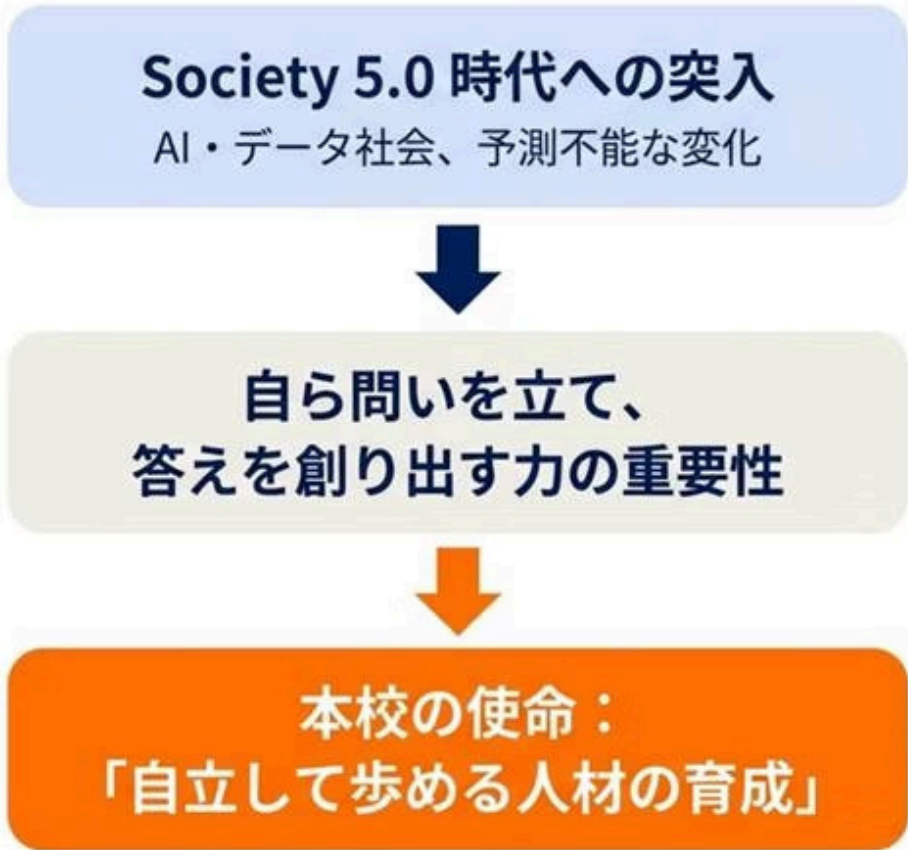 Society 5.0 時代への突入
AI・データ社会、予測不能な変化
自ら問いを立て、
答えを創り出す力の重要性
本校の使命：
「自立して歩める人材の育成」